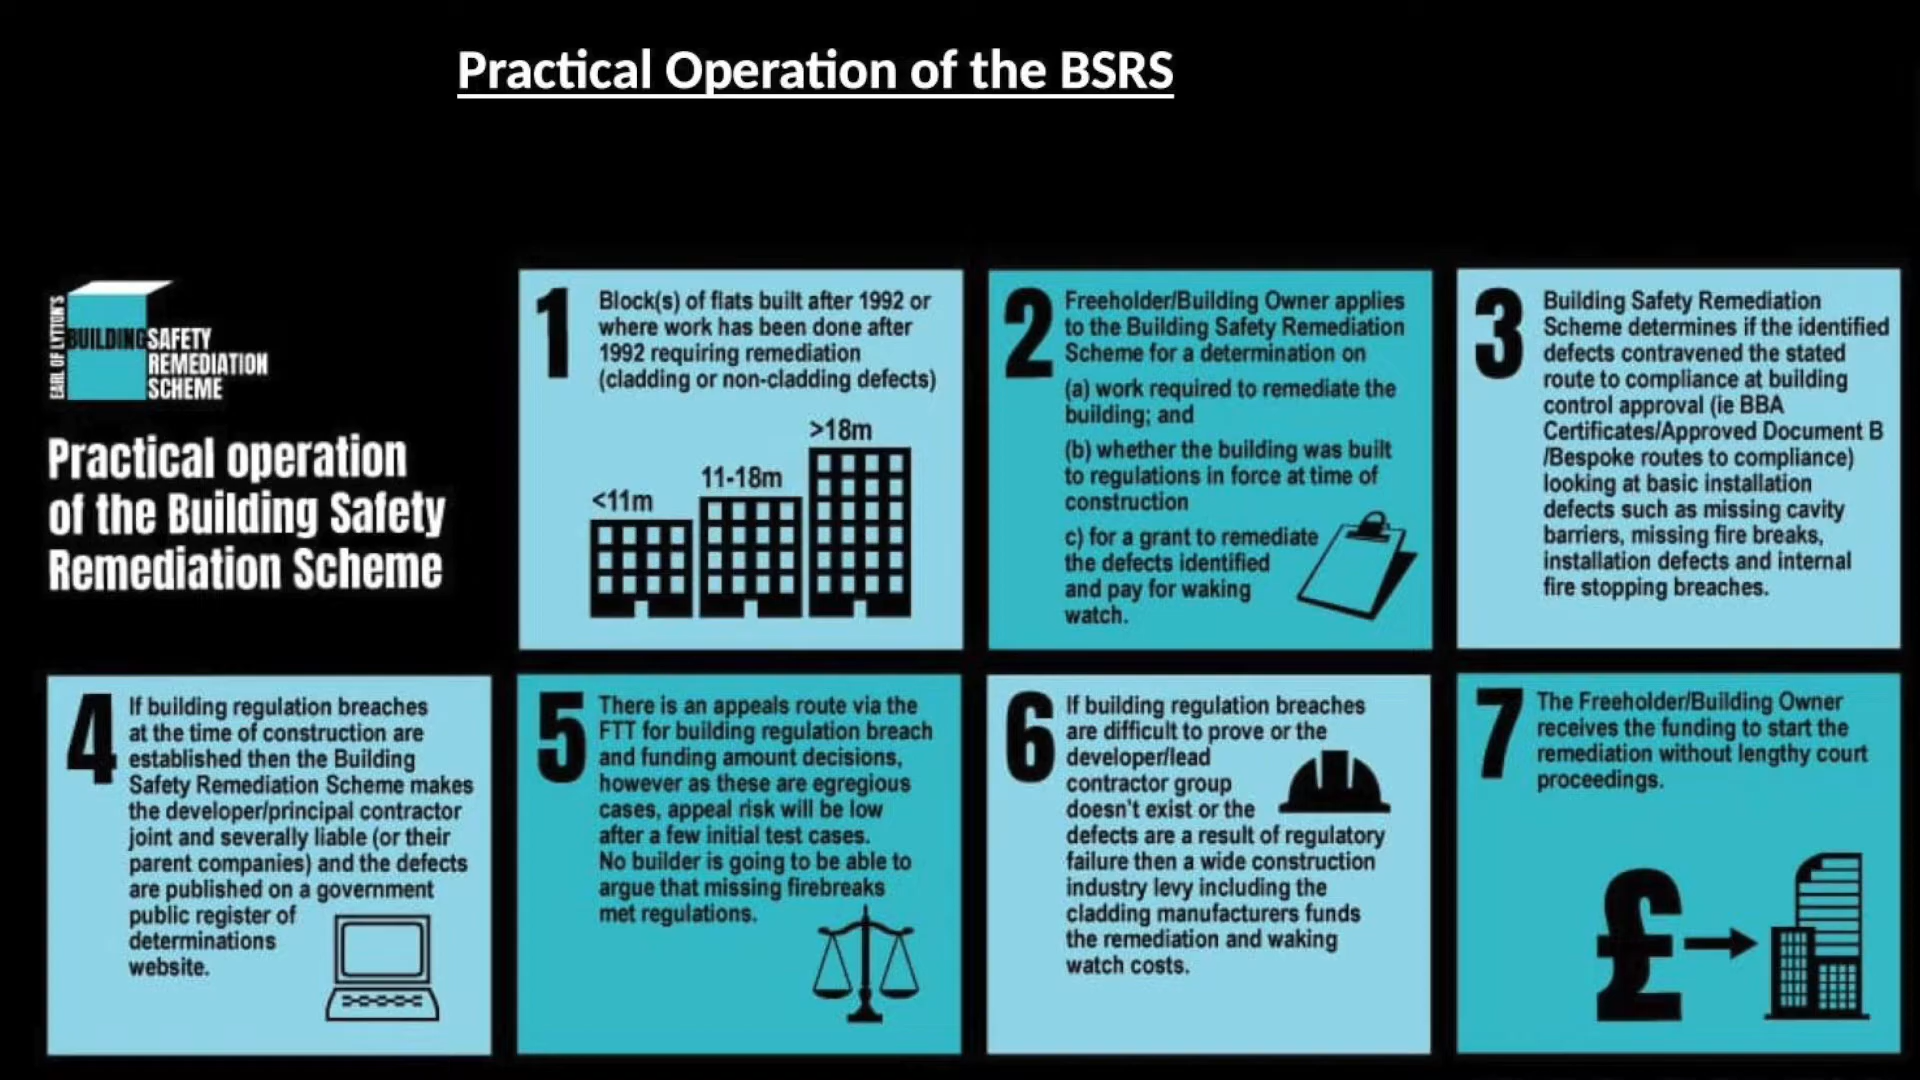 Practical Operation of the BSRS
EARL OF LYTTON'S
BUILDING SAFETY
REMEDIATION
SCHEME
Practical operation
of the Building Safety
Remediation Scheme
1
Block(s) of flats built after 1992 or
where work has been done after
1992 requiring remediation
(cladding or non-cladding defects)
<11m
11-18m
>18m
2
Freeholder/Building Owner applies
to the Building Safety Remediation
Scheme for a determination on
(a) work required to remediate the
building; and
(b) whether the building was built
to regulations in force at time of
construction
c) for a grant to remediate
the defects identified
and pay for waking
watch.
3
Building Safety Remediation
Scheme determines if the identified
defects contravened the stated
route to compliance at building
control approval (ie BBA
Certificates/Approved Document B
/Bespoke routes to compliance)
looking at basic installation
defects such as missing cavity
barriers, missing fire breaks,
installation defects and internal
fire stopping breaches.
4
If building regulation breaches
at the time of construction are
established then the Building
Safety Remediation Scheme makes
the developer/principal contractor
joint and severally liable (or their
parent companies) and the defects
are published on a government
public register of
determinations
website.
5
There is an appeals route via the
FTT for building regulation breach
and funding amount decisions,
however as these are egregious
cases, appeal risk will be low
after a few initial test cases.
No builder is going to be able to
argue that missing firebreaks
met regulations.
6
If building regulation breaches
are difficult to prove or the
developer/lead
contractor group
doesn't exist or the
defects are a result of regulatory
failure then a wide construction
industry levy including the
cladding manufacturers funds
the remediation and waking
watch costs.
7
The Freeholder/Building Owner
receives the funding to start the
remediation without lengthy court
proceedings.
£